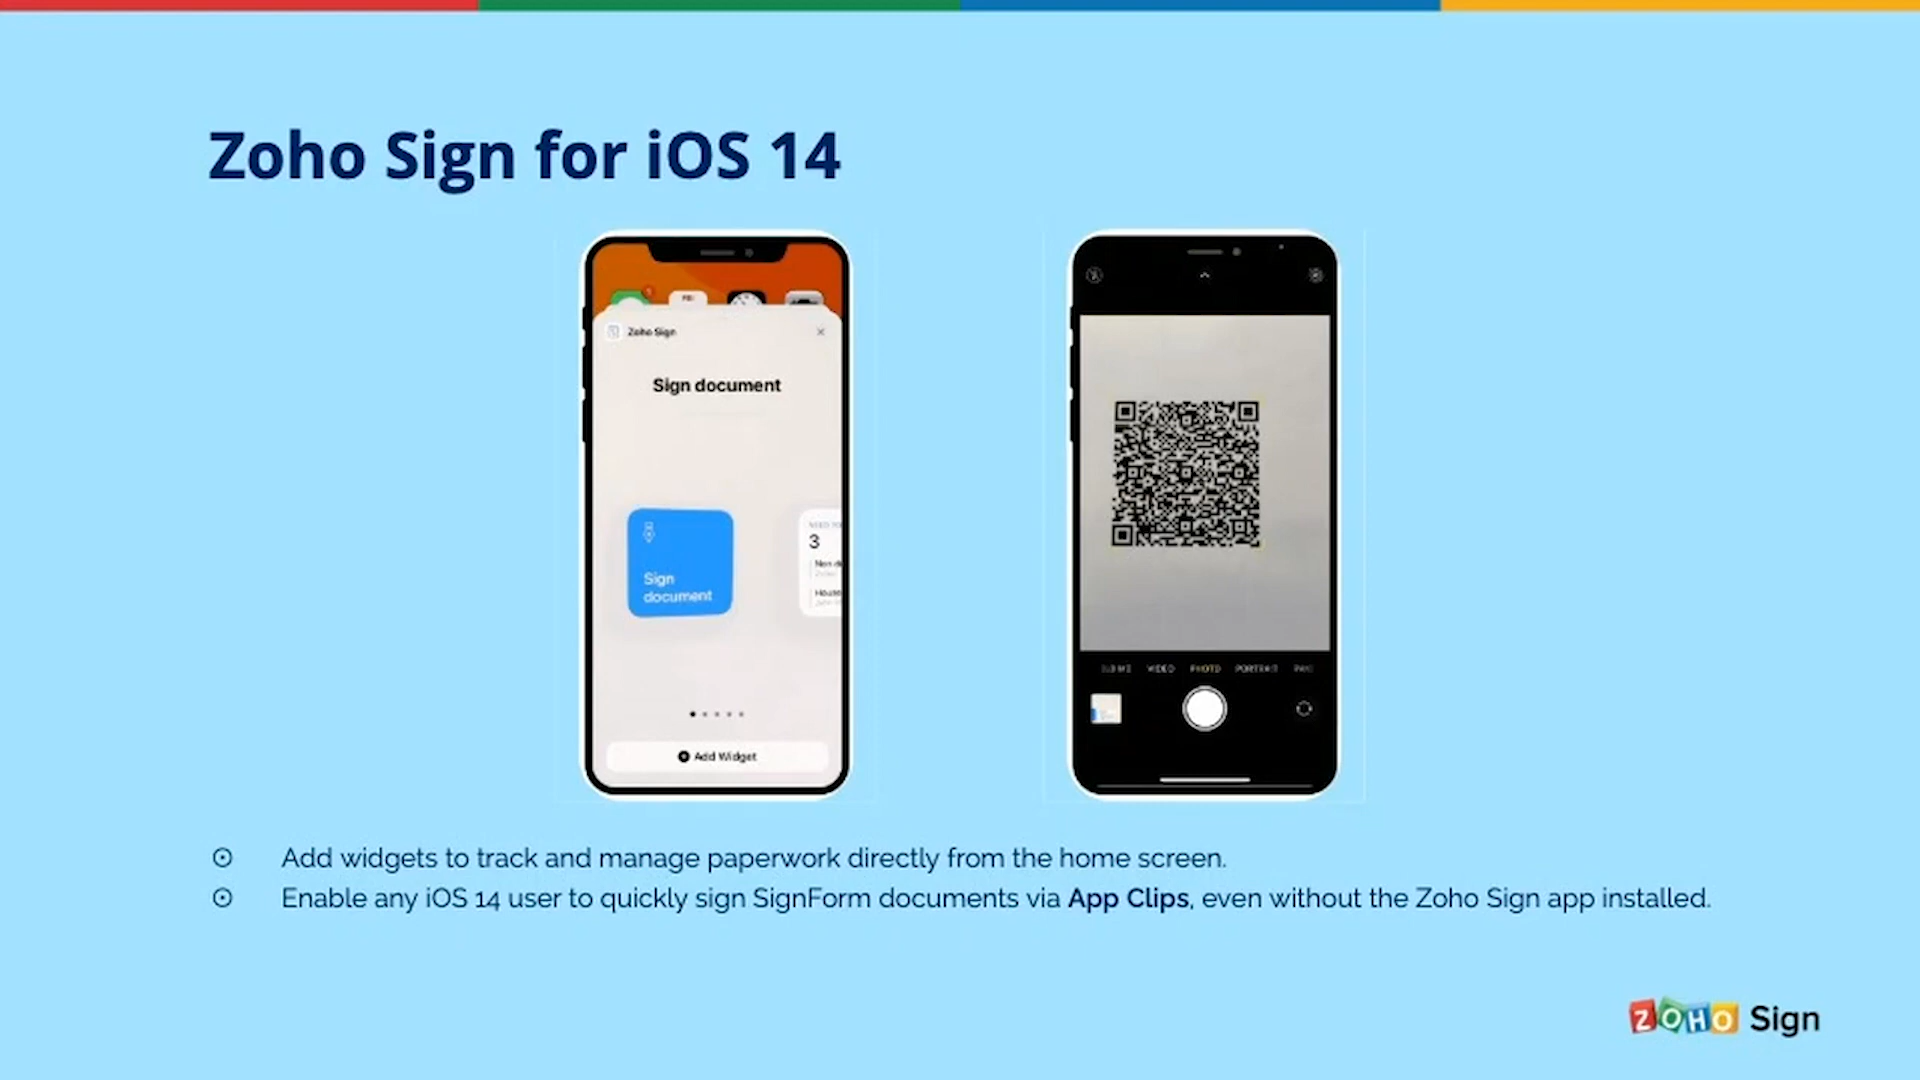 Zoho Sign for iOS 14
Zoho Sign
Sign document
Sign
document
3
Add Widget
VIDEO PHOTO PORTRAIT
Add widgets to track and manage paperwork directly from the home screen.
Enable any iOS 14 user to quickly sign SignForm documents via App Clips, even without the Zoho Sign app installed.
ZOHO Sign